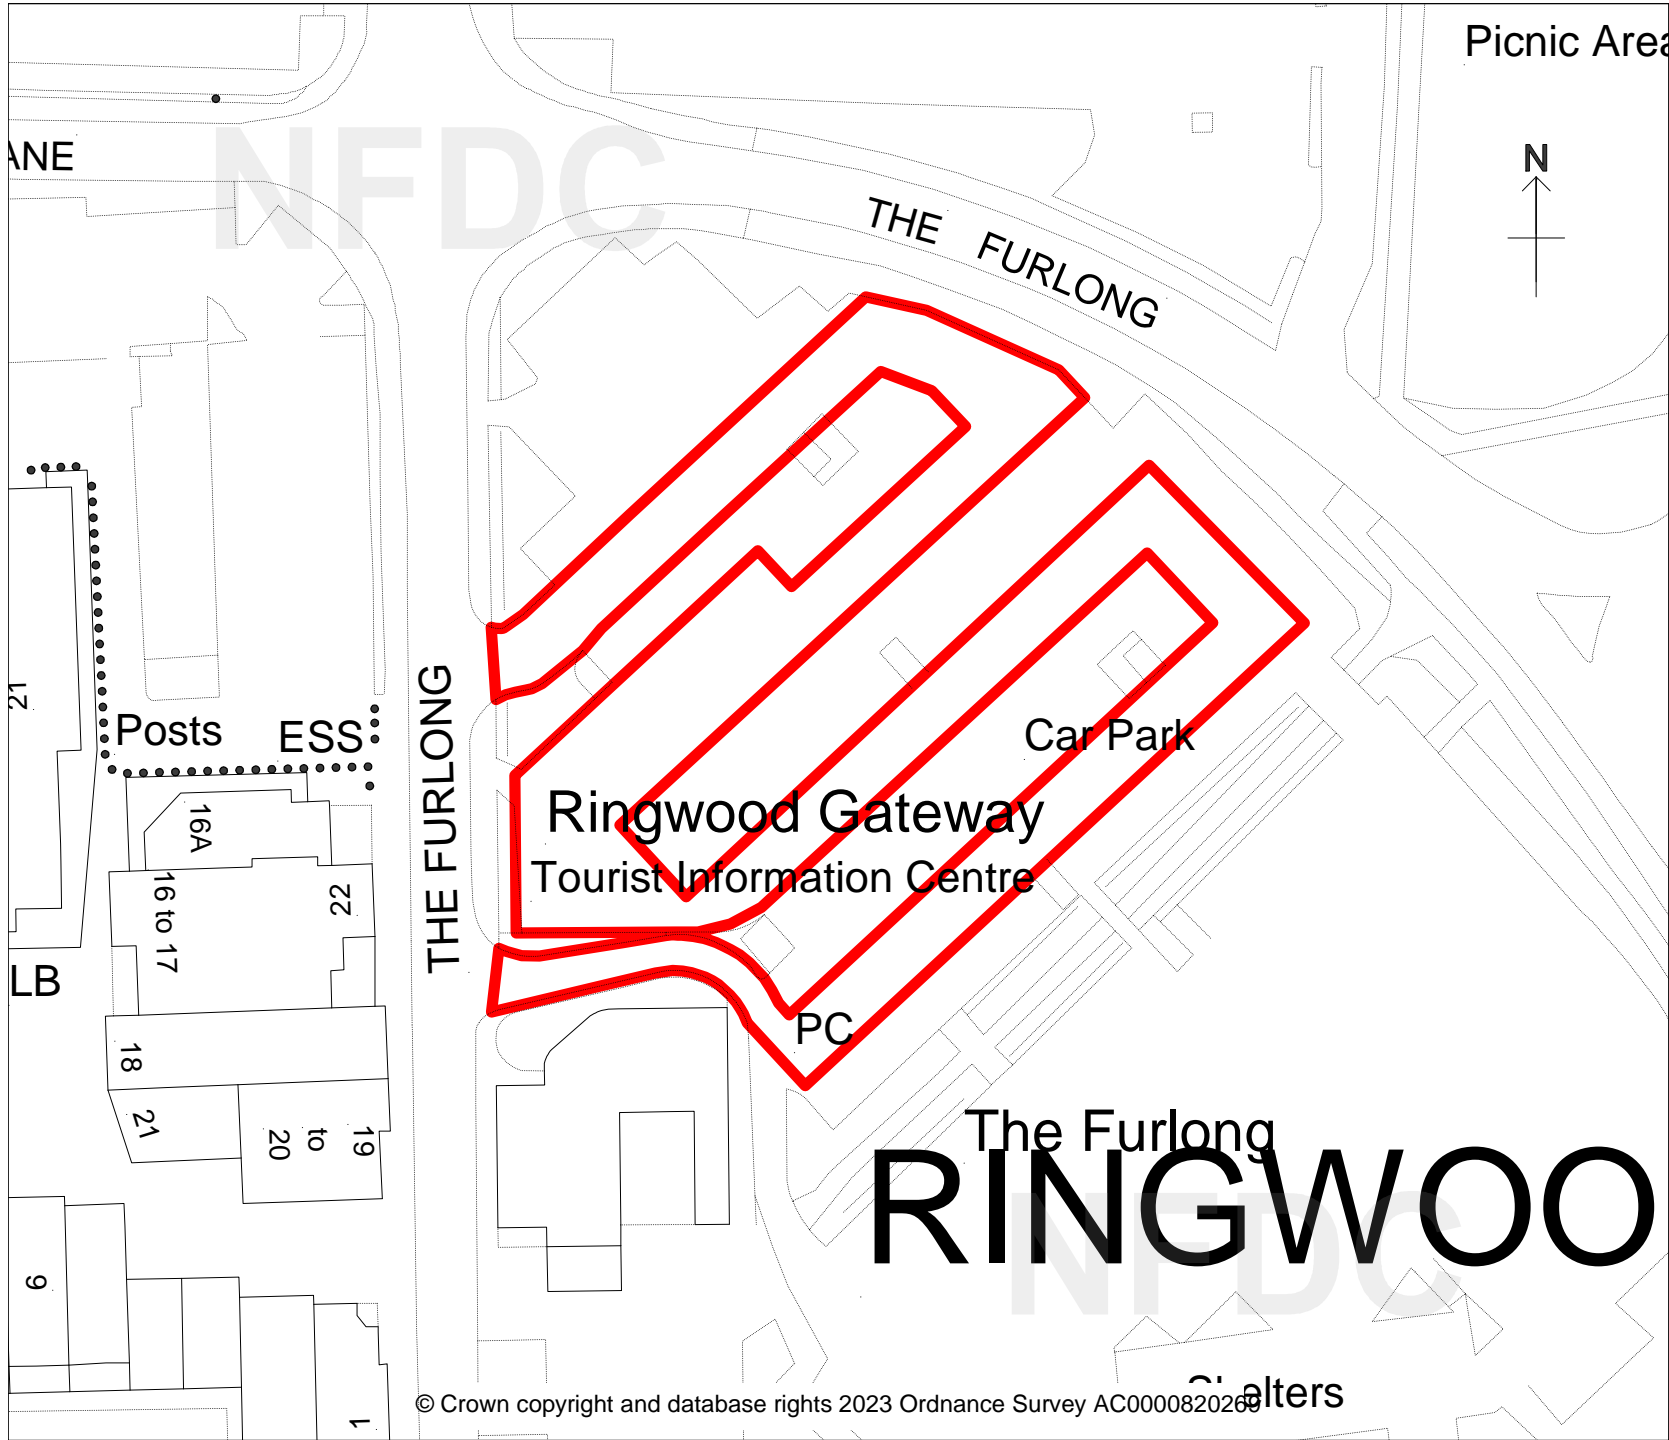 Picnic Area
NFDC
ANE
N
THE FURLONG
THE FURLONG
21
Posts
ESS
Car Park
16A
Ringwood Gateway
Tourist Information Centre
16 to 17
22
LB
PC
18
21
19
to
20
The Furlong
RINGWOO
NFDC
9
Shelters
1
© Crown copyright and database rights 2023 Ordnance Survey AC0000820269